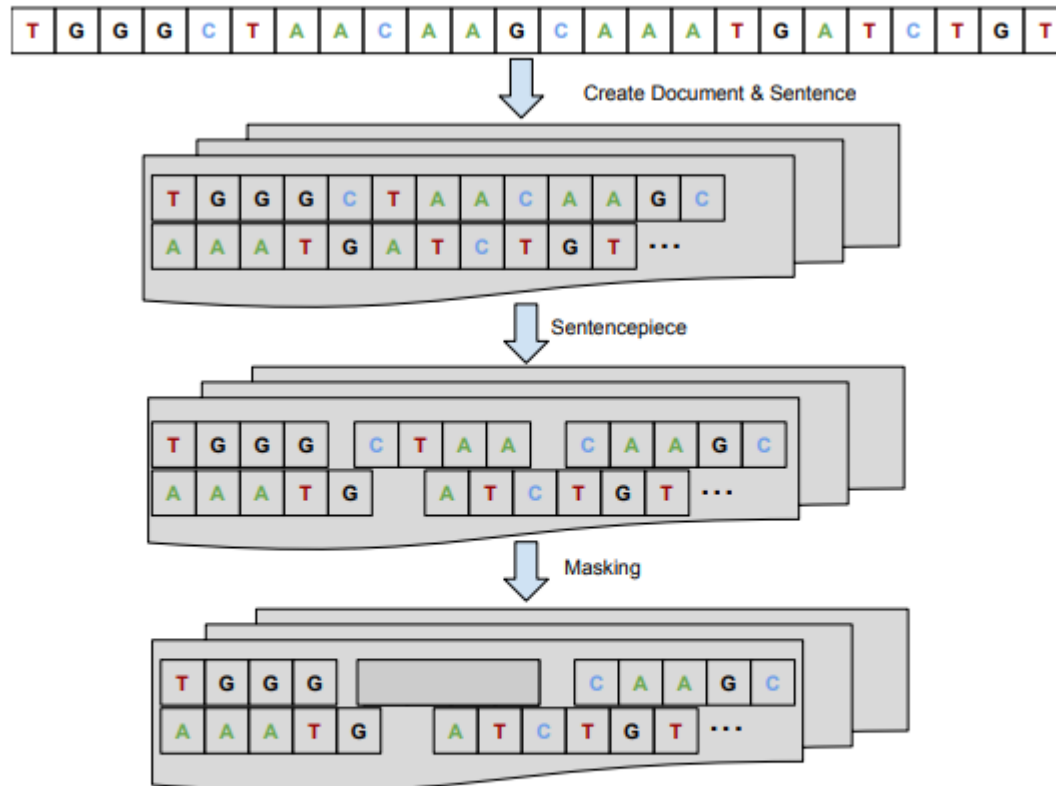 T G G G C T A A C A A G C A A A T G A T C T G T
Create Document & Sentence
T G G G C T A A C A A G C
A A A T G A T C T G T ...
Sentencepiece
T G G G C T A A C A A G C
A A A T G A T C T G T ...
Masking
T G G G C A A G C
A A A T G A T C T G T ...